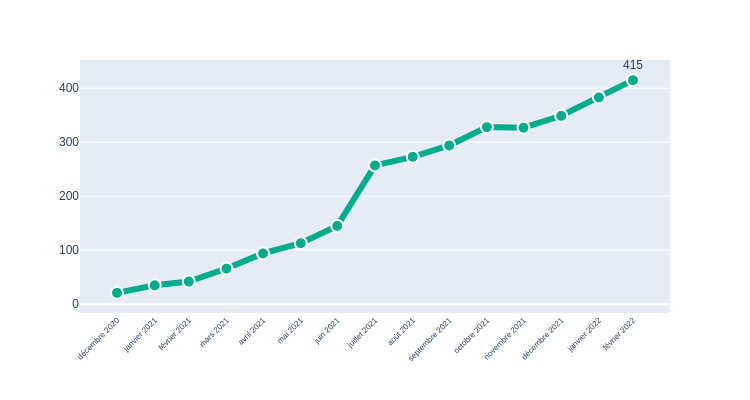 415
400
300
200
100
0
décembre 2020
janvier 2021
février 2021
mars 2021
avril 2021
mai 2021
juin 2021
juillet 2021
août 2021
septembre 2021
octobre 2021
novembre 2021
décembre 2021
janvier 2022
février 2022